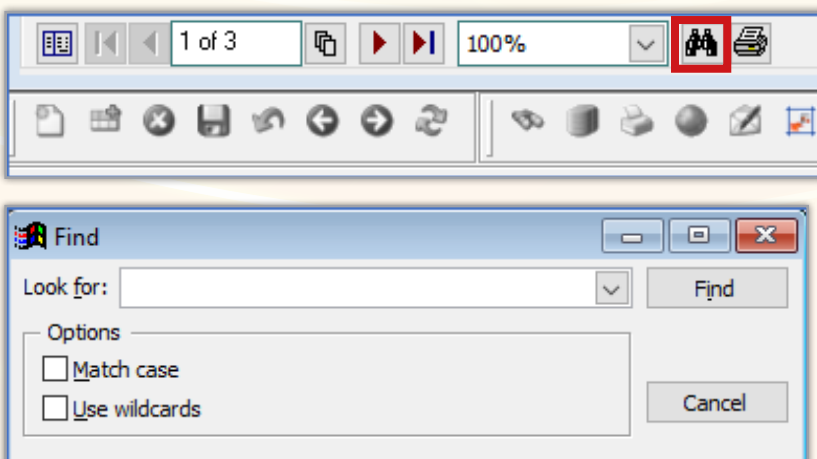 1 of 3 100%
Find
Look for: Find
Options
Match case
Use wildcards
Cancel